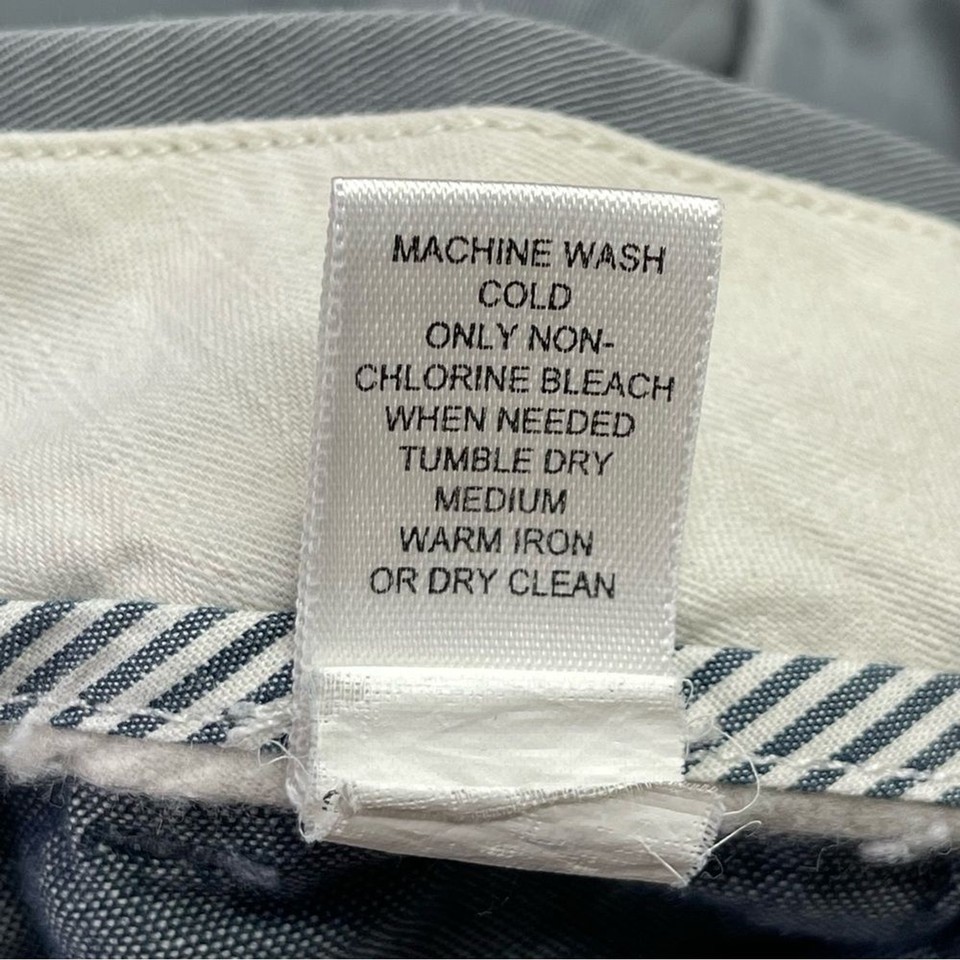 MACHINE WASH
COLD
ONLY NON-
CHLORINE BLEACH
WHEN NEEDED
TUMBLE DRY
MEDIUM
WARM IRON
OR DRY CLEAN